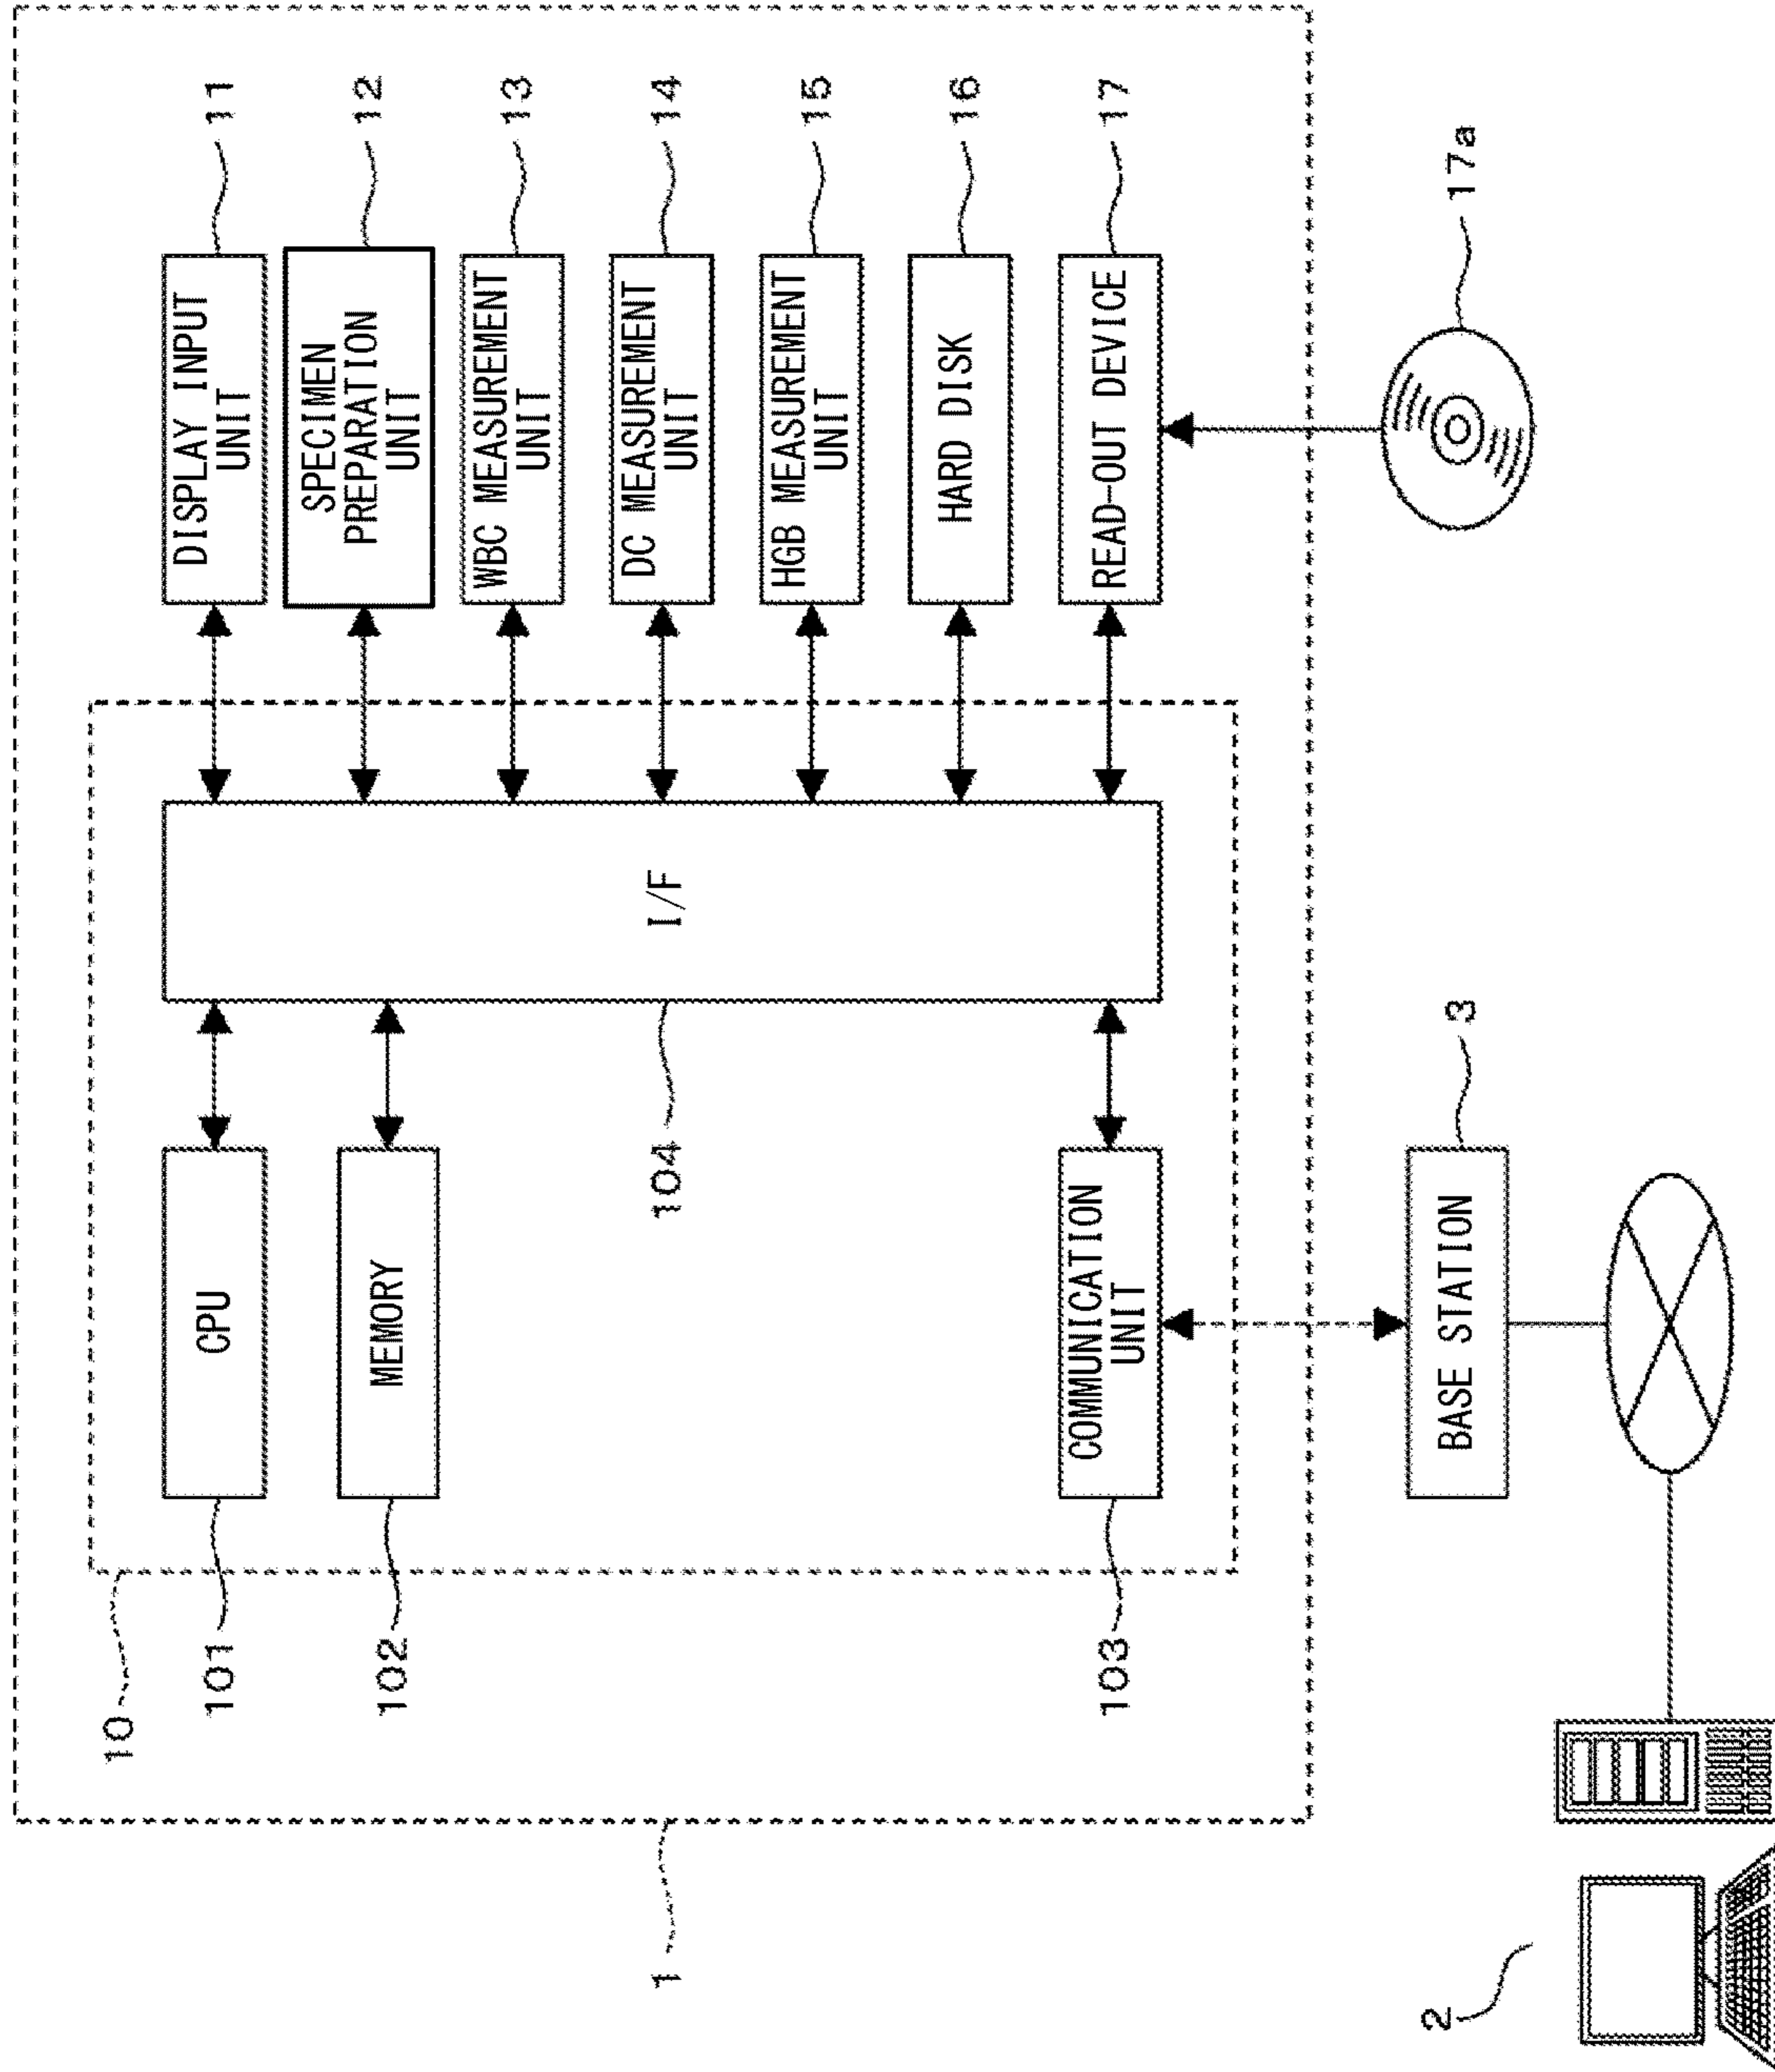 10
101
CPU
102
MEMORY
103
COMMUNICATION
UNIT
104
I/F
DISPLAY INPUT
UNIT
11
SPECIMEN
PREPARATION
UNIT
12
WBC MEASUREMENT
UNIT
13
DC MEASUREMENT
UNIT
14
HGB MEASUREMENT
UNIT
15
HARD DISK
16
READ-OUT DEVICE
17
1
BASE STATION
3
17a
2